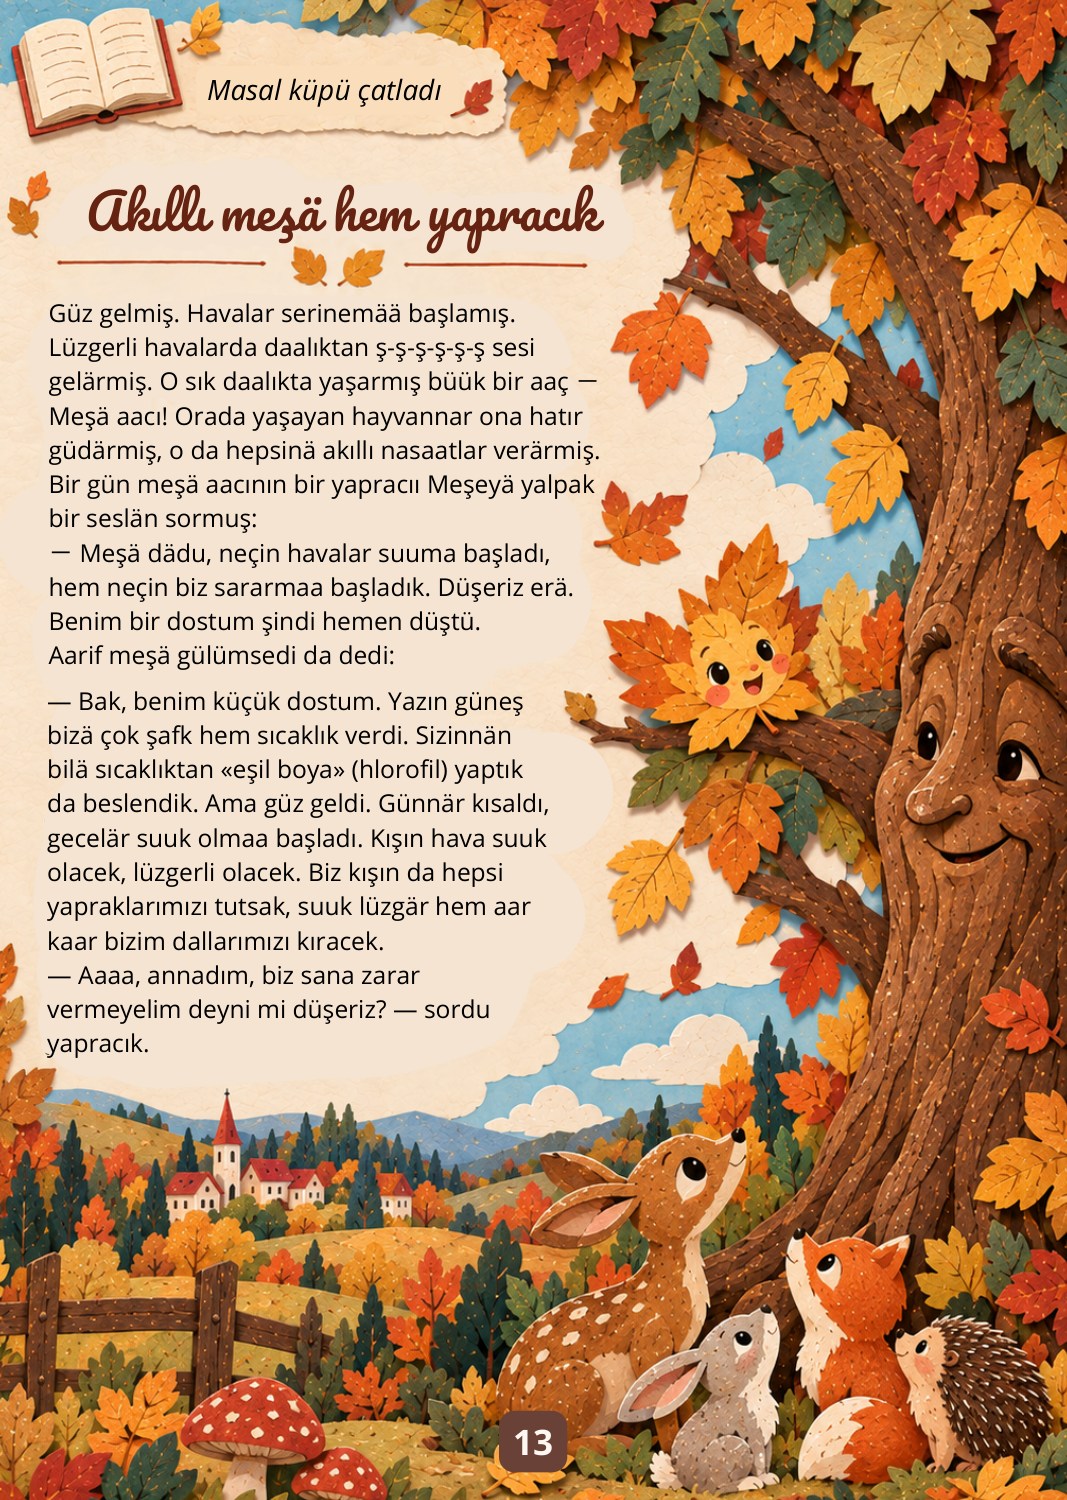 Masal küpü çatladı
Akıllı meşä hem yapracık
Güz gelmiş. Havalar serinemää başlamış.
Lüzgerli havalarda daalıktan ş-ş-ş-ş-ş-ş sesi
gelärmiş. O sık daalıkta yaşarmış büük bir aaç —
Meşä aacı! Orada yaşayan hayvannar ona hatır
güdärmiş, o da hepsinä akıllı nasaatlar verärmiş.
Bir gün meşä aacının bir yapracıı Meşeyä yalpak
bir seslän sormuş:
— Meşä dädu, neçin havalar suuma başladı,
hem neçin biz sararmaa başladık. Düşeriz erä.
Benim bir dostum şindi hemen düştü.
Aarif meşä gülümsedi da dedi:
— Bak, benim küçük dostum. Yazın güneş
bizä çok şafk hem sıcaklık verdi. Sizinnän
bilä sıcaklıktan «eşil boya» (hlorofil) yaptık
da beslendik. Ama güz geldi. Günnär kısaldı,
gecelär suuk olmaa başladı. Kışın hava suuk
olacek, lüzgerli olacek. Biz kışın da hepsi
yapraklarımızı tutsak, suuk lüzgär hem aar
kaar bizim dallarımızı kıracek.
— Aaaa, annadım, biz sana zarar
vermeyelim deyni mi düşeriz? — sordu
yapracık.
13